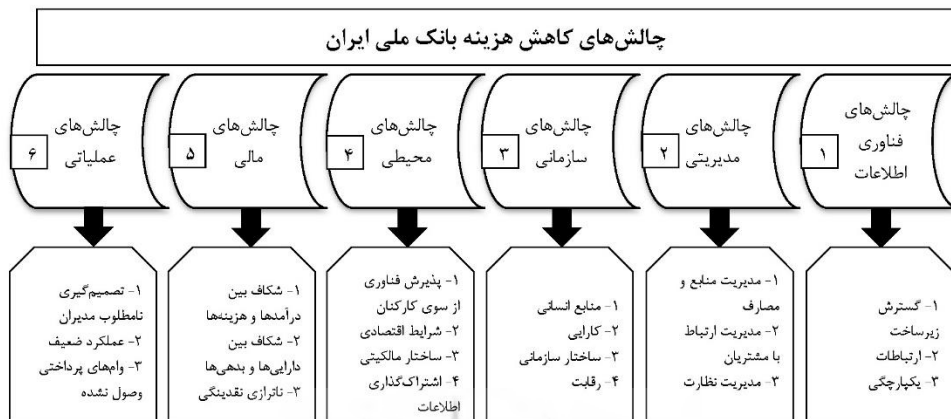 چالش‌های کاهش هزینه بانک ملی ایران
چالش‌های
فناوری
اطلاعات
۱
چالش‌های
مدیریتی
۲
چالش‌های
سازمانی
۳
چالش‌های
محیطی
۴
چالش‌های
مالی
۵
چالش‌های
عملیاتی
۶
۱- گسترش
زیرساخت
۲- ارتباطات
۳- یکپارچگی
۱- مدیریت منابع و
مصارف
۲- مدیریت ارتباط
با مشتریان
۳- مدیریت نظارت
۱- منابع انسانی
۲- کارایی
۳- ساختار سازمانی
۴- رقابت
۱- پذیرش فناوری
از سوی کارکنان
۲- شرایط اقتصادی
۳- ساختار مالکیتی
۴- اشتراک‌گذاری
اطلاعات
۱- شکاف بین
درآمدها و هزینه‌ها
۲- شکاف بین
دارایی‌ها و بدهی‌ها
۳- ناترازی نقدینگی
۱- تصمیم‌گیری
نامطلوب مدیران
۲- عملکرد ضعیف
۳- وام‌های پرداختی
وصول نشده